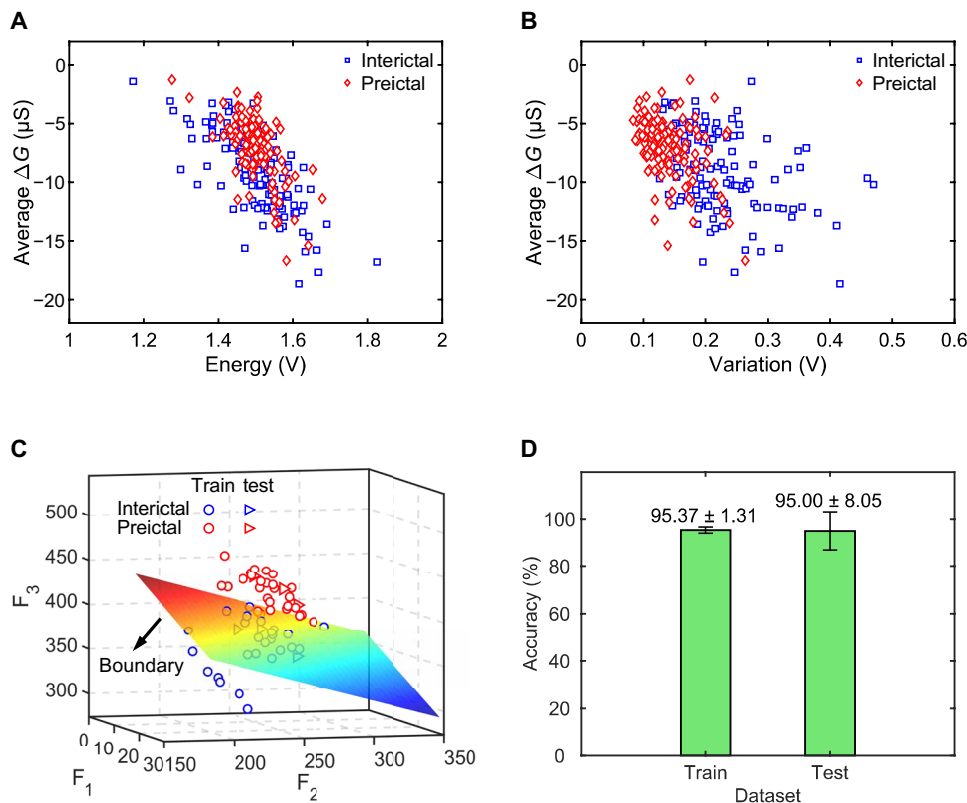 A
Interictal
Preictal
0
−5
−10
−15
−20
Average ΔG (μS)
1
1.2
1.4
1.6
1.8
2
Energy (V)
B
Interictal
Preictal
0
−5
−10
−15
−20
Average ΔG (μS)
0
0.1
0.2
0.3
0.4
0.5
0.6
Variation (V)
C
Train test
Interictal
Preictal
500
450
400
350
300
F3
Boundary
0
10
20
30
F1
150
200
250
300
350
F2
D
95.37 ± 1.31
95.00 ± 8.05
100
80
60
40
20
0
Accuracy (%)
Train
Test
Dataset